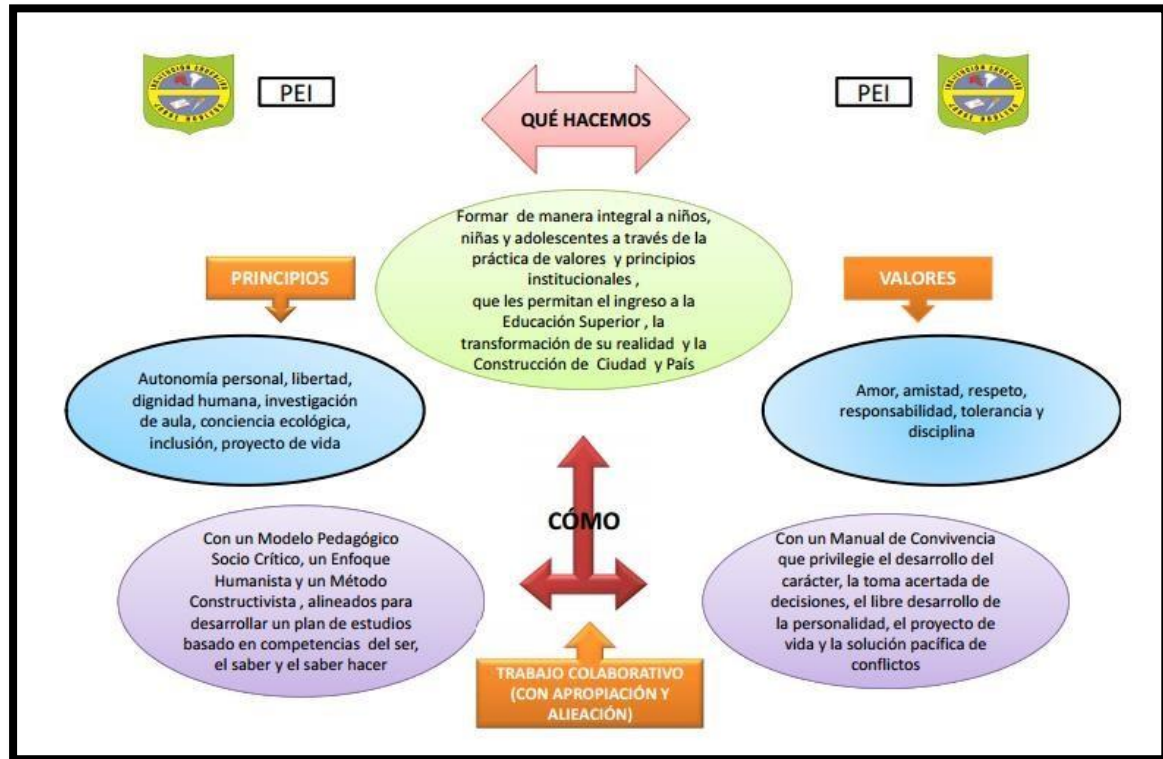 PEI
PEI
QUÉ HACEMOS
Formar de manera integral a niños,
niñas y adolescentes a través de la
práctica de valores y principios
institucionales ,
que les permitan el ingreso a la
Educación Superior , la
transformación de su realidad y la
Construcción de Ciudad y País
PRINCIPIOS
VALORES
Autonomía personal, libertad,
dignidad humana, investigación
de aula, conciencia ecológica,
inclusión, proyecto de vida
Amor, amistad, respeto,
responsabilidad, tolerancia y
disciplina
CÓMO
Con un Modelo Pedagógico
Socio Crítico, un Enfoque
Humanista y un Método
Constructivista , alineados para
desarrollar un plan de estudios
basado en competencias del ser,
el saber y el saber hacer
Con un Manual de Convivencia
que privilegie el desarrollo del
carácter, la toma acertada de
decisiones, el libre desarrollo de
la personalidad, el proyecto de
vida y la solución pacífica de
conflictos
TRABAJO COLABORATIVO
(CON APROPIACIÓN Y
ALIEACIÓN)